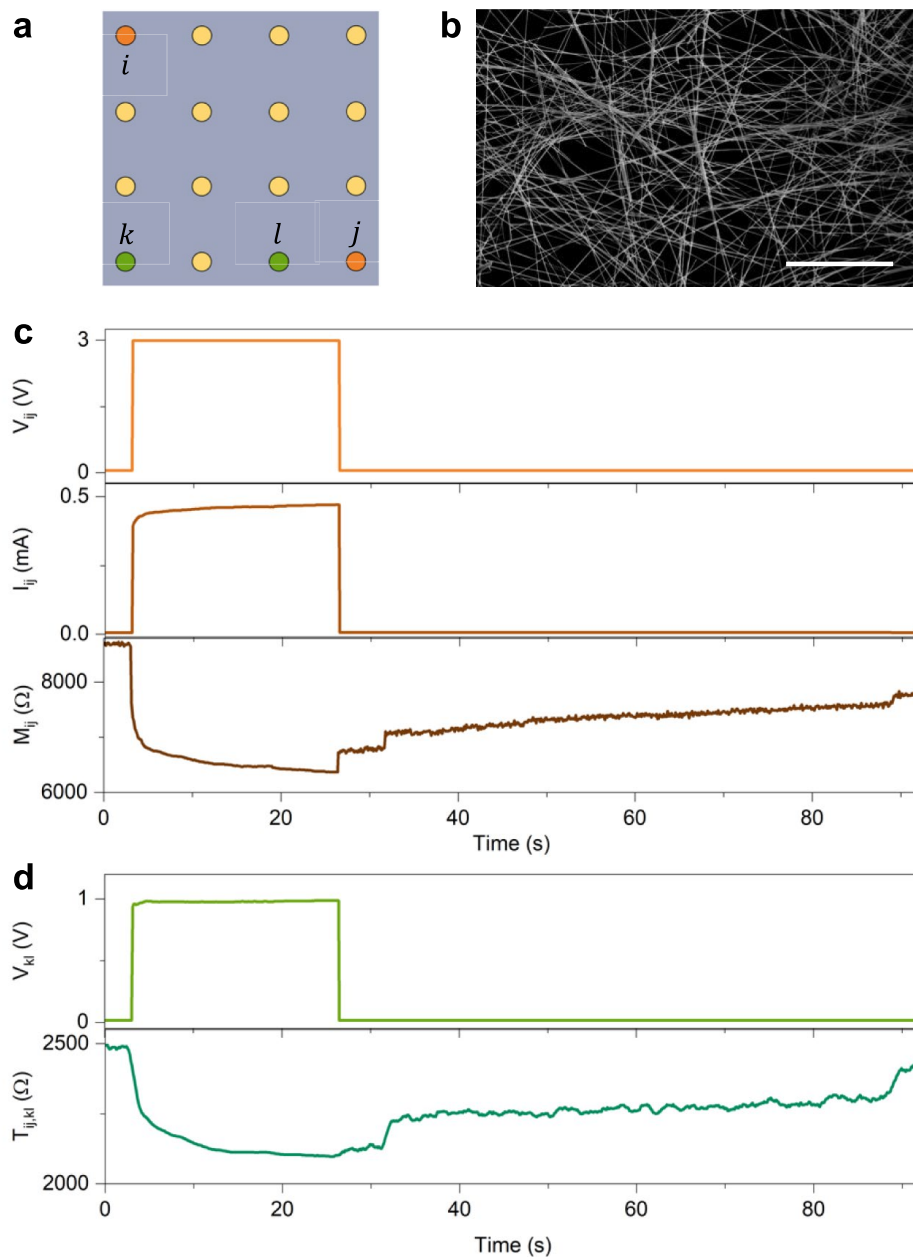 a
b
i
k
l
j
c
3
V_ij (V)
0
0.5
I_ij (mA)
0.0
8000
M_ij (Ω)
6000
0 20 40 60 80
Time (s)
d
1
V_kl (V)
0
2500
T_ij,kl (Ω)
2000
0 20 40 60 80
Time (s)